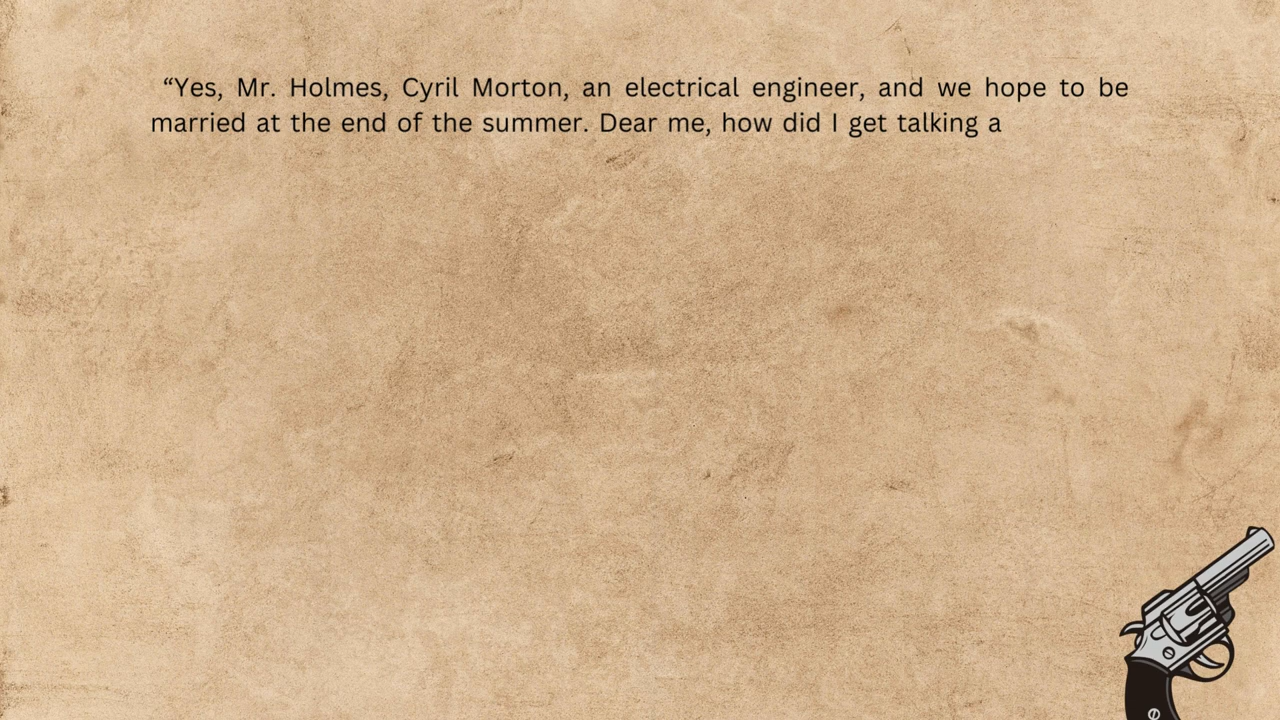 “Yes, Mr. Holmes, Cyril Morton, an electrical engineer, and we hope to be
married at the end of the summer. Dear me, how did I get talking a